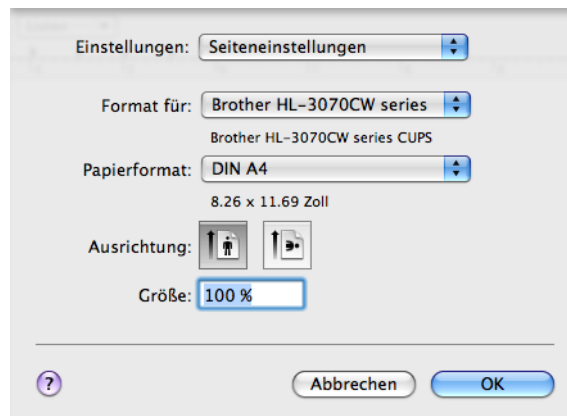 Einstellungen: Seiteneinstellungen
Format für: Brother HL-3070CW series
Brother HL-3070CW series CUPS
Papierformat: DIN A4
8.26 x 11.69 Zoll
Ausrichtung:
Größe: 100 %
? Abbrechen OK